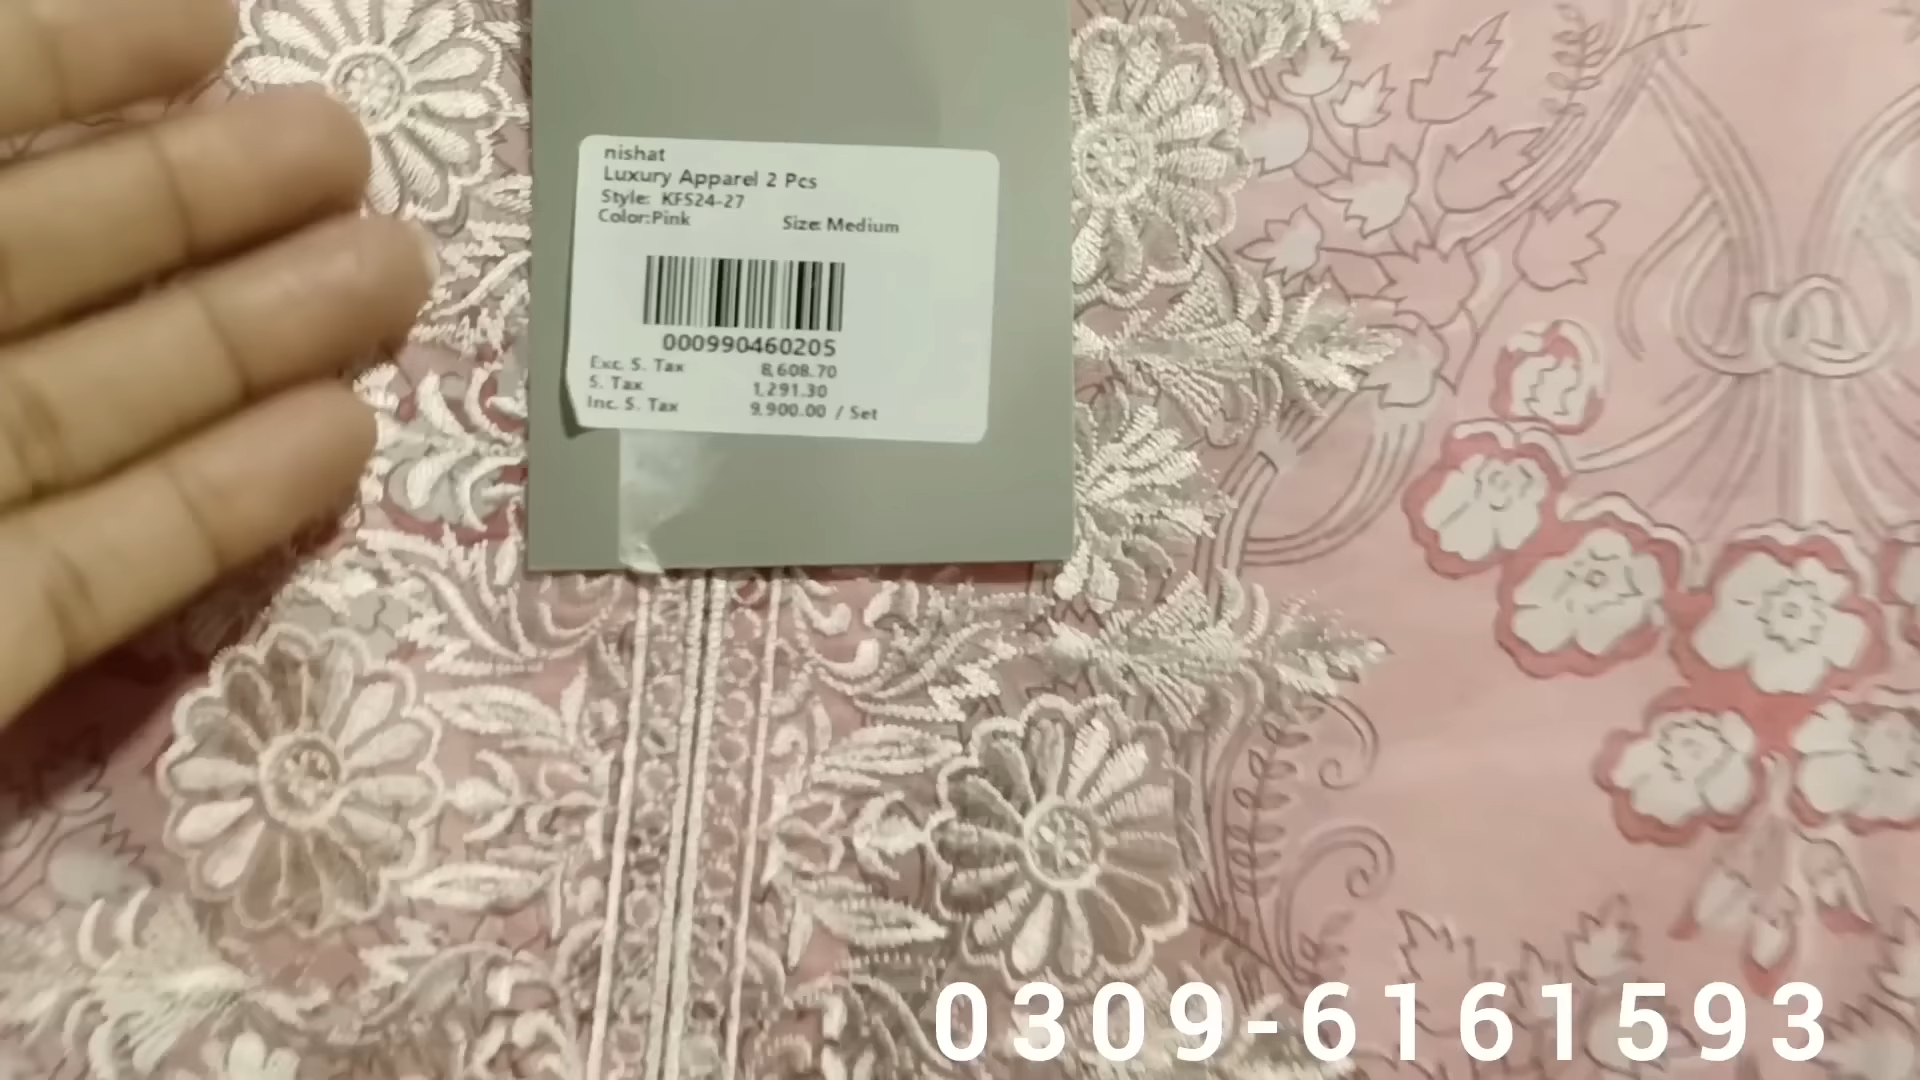 nishat
Luxury Apparel 2 Pcs
Style: KFS24-27
Color:Pink Size: Medium
000990460205
Exc. S. Tax 8,608.70
S. Tax 1,291.30
Inc. S. Tax 9,900.00 / Set
0309-6161593